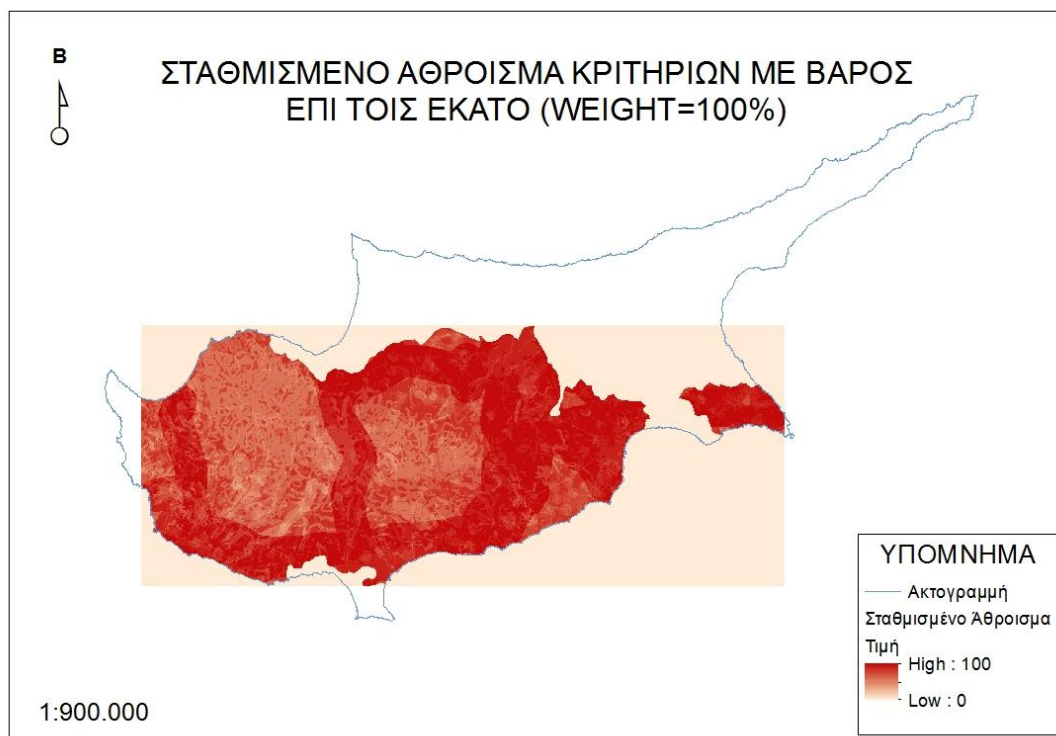 Β
ΣΤΑΘΜΙΣΜΕΝΟ ΑΘΡΟΙΣΜΑ ΚΡΙΤΗΡΙΩΝ ΜΕ ΒΑΡΟΣ
ΕΠΙ ΤΟΙΣ ΕΚΑΤΟ (WEIGHT=100%)
ΥΠΟΜΝΗΜΑ
Ακτογραμμή
Σταθμισμένο Άθροισμα
Τιμή
High : 100
Low : 0
1:900.000